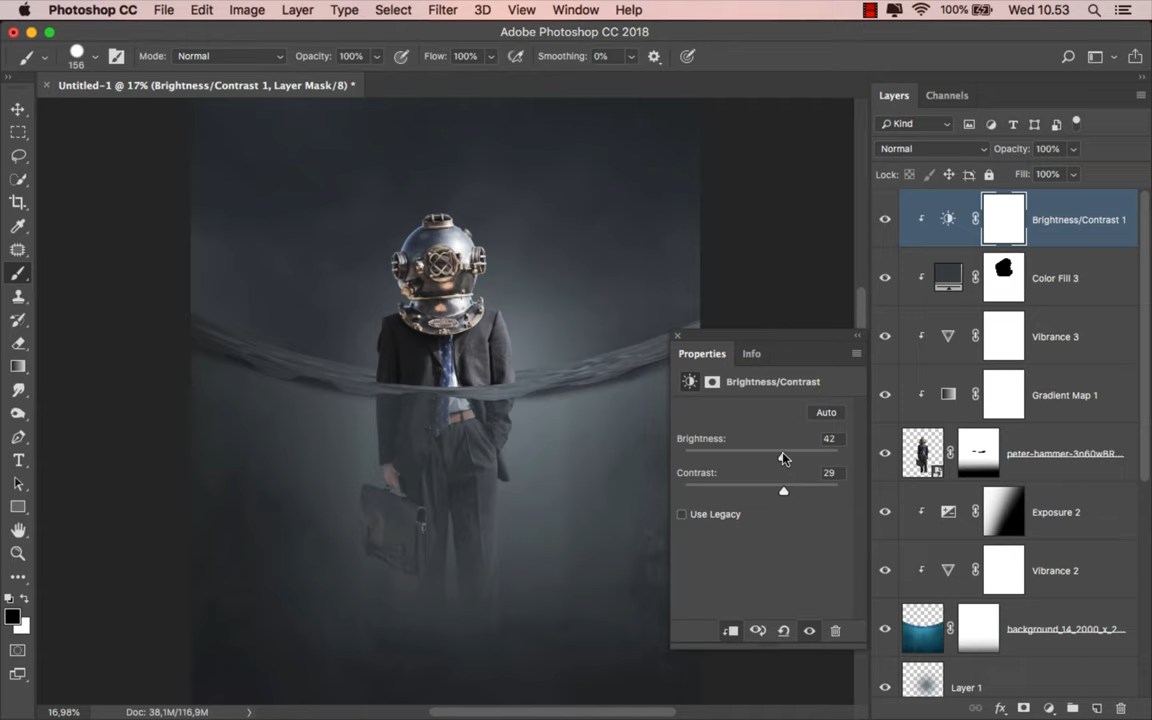 Photoshop CC File Edit Image Layer Type Select Filter 3D View Window Help 100% Wed 10.53
Adobe Photoshop CC 2018
156 Mode: Normal Opacity: 100% Flow: 100% Smoothing: 0%
Untitled-1 @ 17% (Brightness/Contrast 1, Layer Mask/8) *
Layers Channels
Kind
Normal Opacity: 100%
Lock: Fill: 100%
Brightness/Contrast 1
Color Fill 3
Vibrance 3
Gradient Map 1
peter-hammer-3n60wBR...
Exposure 2
Vibrance 2
background_14_2000_x_2...
Layer 1
Properties Info
Brightness/Contrast
Auto
Brightness: 42
Contrast: 29
Use Legacy
16,98% Doc: 38,1M/116,9M